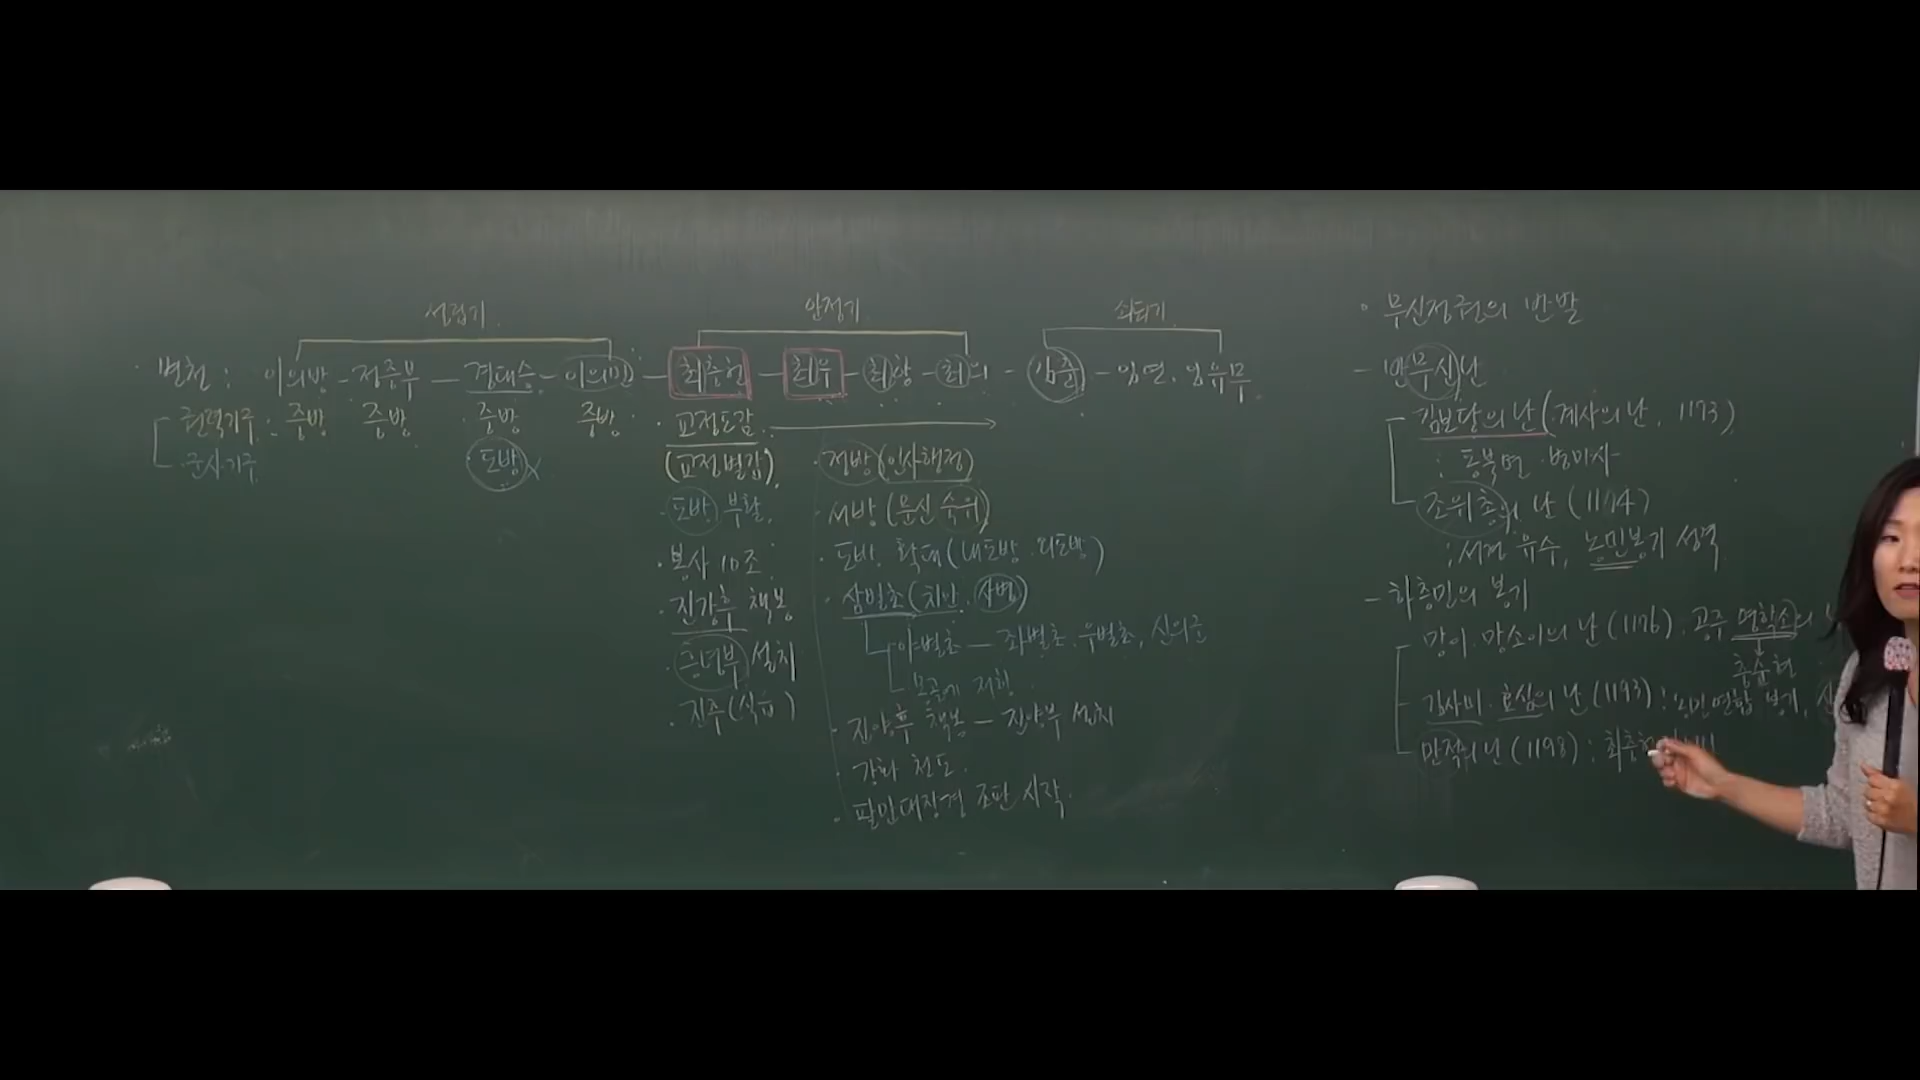 성립기
안정기
쇠퇴기
· 변천 : 이의방 - 정중부 - 경대승 - 이의민 - 최충헌 - 최우 - 최항 - 최의 - 김준 - 임연 . 임유무
권력기구 : 중방 중방 중방 중방
· 군사기구
도방 x
· 교정도감
(교정별감)
· 도방 부활
· 봉사 10조
· 진강후 책봉
· 흥녕부 설치
· 진주(식읍)
· 정방(인사행정)
· 서방(문신 숙위)
· 도방 확대(내도방 . 외도방)
· 삼별초(치안. 사병)
야별초 - 좌별초 . 우별초, 신의군
몽골에 저항
· 진양후 책봉 - 진양부 설치
· 강화 천도
· 팔만대장경 조판 시작
· 무신정권의 반발
- 반무신난
김보당의 난(계사의 난, 1173)
: 동북면 병마사
조위총의 난(1174)
: 서경 유수, 농민봉기 성격
- 하층민의 봉기
망이 . 망소이의 난(1176). 공주 명학소의
충순현
김사미 · 효심의 난(1193) : 농민연합 봉기,
만적의 난(1198) :